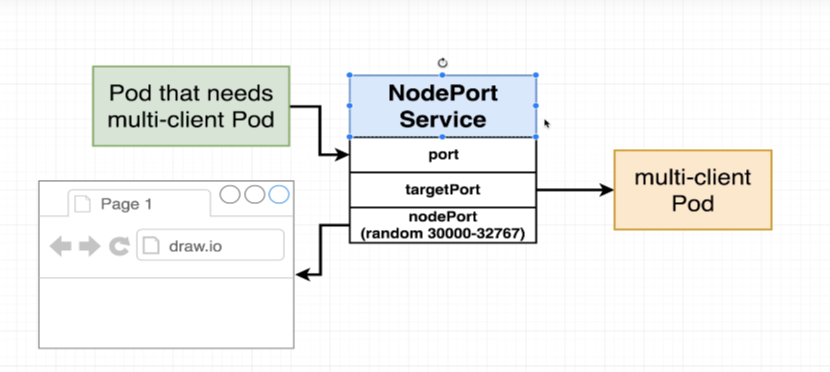 Pod that needs
multi-client Pod
NodePort
Service
port
targetPort
nodePort
(random 30000-32767)
multi-client
Pod
Page 1
draw.io